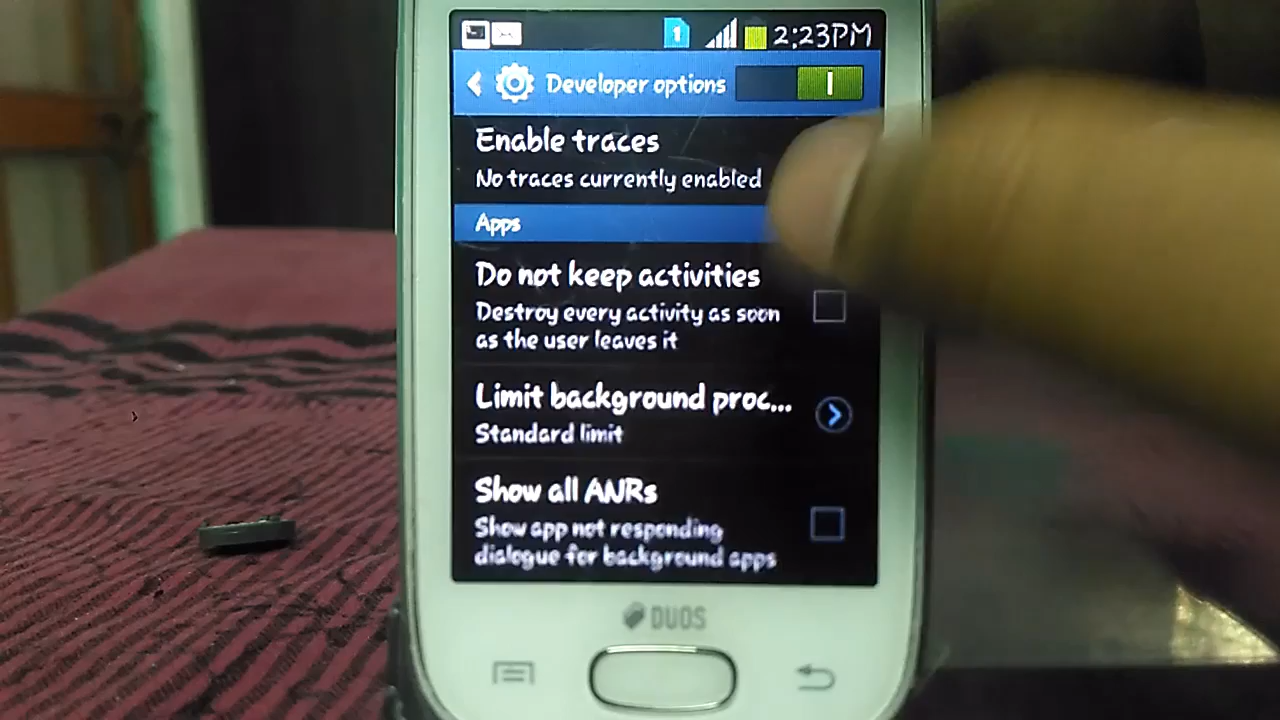 1 2:23PM
Developer options
Enable traces
No traces currently enabled
Apps
Do not keep activities
Destroy every activity as soon
as the user leaves it
Limit background proc...
Standard limit
Show all ANRs
Show app not responding
dialogue for background apps
DUOS